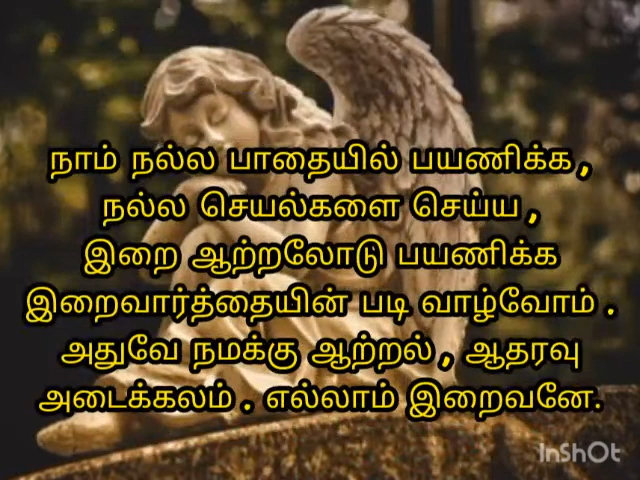 நாம் நல்ல பாதையில் பயணிக்க ,
நல்ல செயல்களை செய்ய ,
இறை ஆற்றலோடு பயணிக்க
இறைவார்த்தையின் படி வாழ்வோம் .
அதுவே நமக்கு ஆற்றல் , ஆதரவு
அடைக்கலம் . எல்லாம் இறைவனே.
InShOt